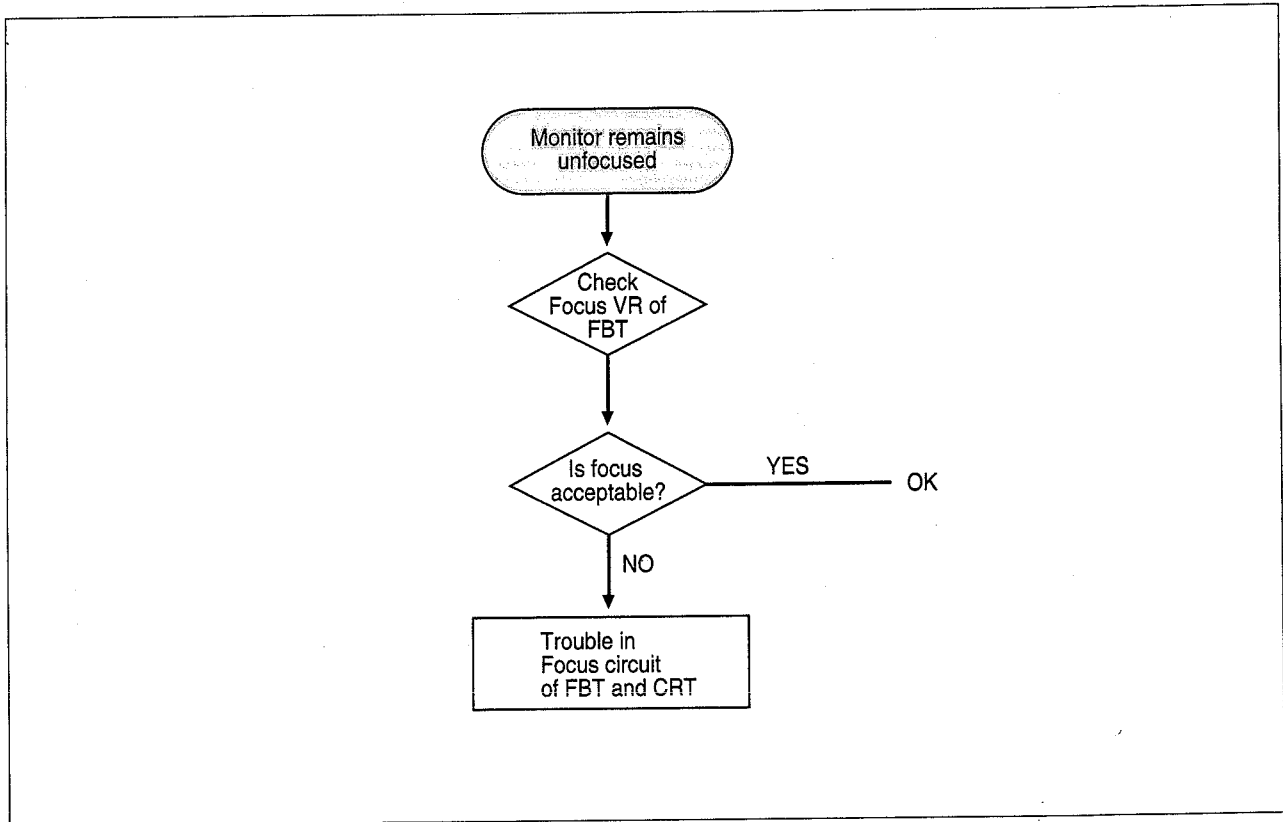 Monitor remains
unfocused
Check
Focus VR of
FBT
Is focus
acceptable?
YES
OK
NO
Trouble in
Focus circuit
of FBT and CRT